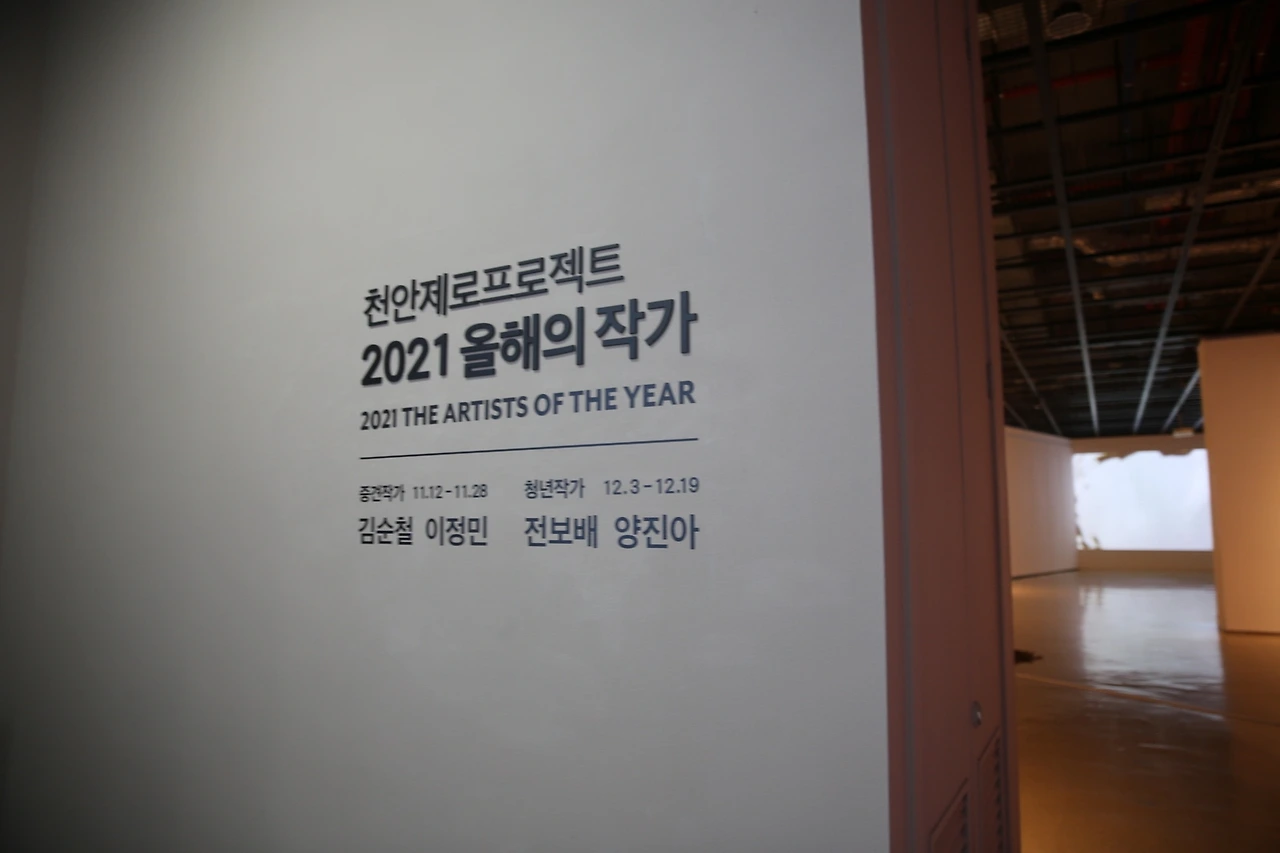 천안제로프로젝트
2021 올해의 작가
2021 THE ARTISTS OF THE YEAR
중견작가 11.12-11.28 청년작가 12.3-12.19
김순철 이정민 전보배 양진아